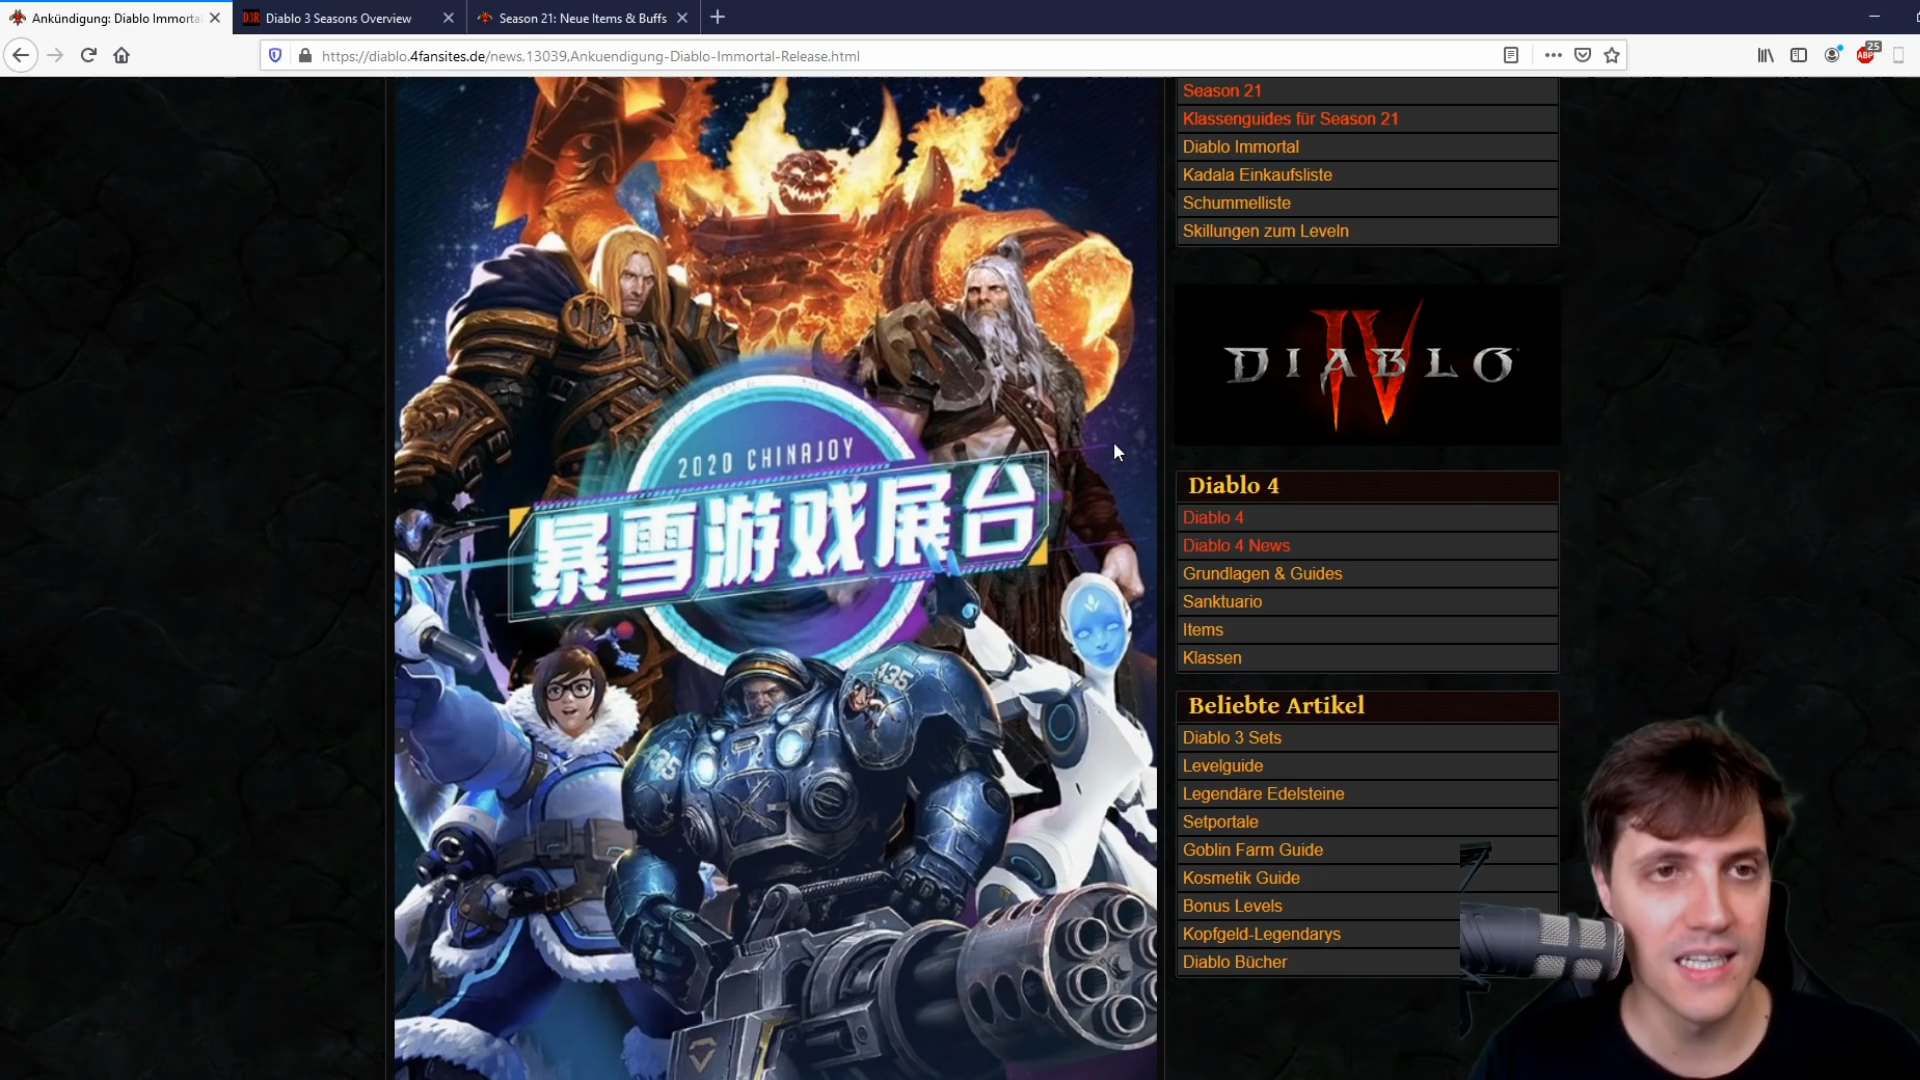 Ankündigung: Diablo Immorta
Diablo 3 Seasons Overview
Season 21: Neue Items & Buffs
https://diablo.4fansites.de/news,13039,Ankuendigung-Diablo-Immortal-Release.html
25
ABP
Season 21
Klassenguides für Season 21
Diablo Immortal
Kadala Einkaufsliste
Schummelliste
Skillungen zum Leveln
DIABLO
IV
2020 CHINAJOY
暴雪游戏展台
135
135
Diablo 4
Diablo 4
Diablo 4 News
Grundlagen & Guides
Sanktuario
Items
Klassen
Beliebte Artikel
Diablo 3 Sets
Levelguide
Legendäre Edelsteine
Setportale
Goblin Farm Guide
Kosmetik Guide
Bonus Levels
Kopfgeld-Legendarys
Diablo Bücher